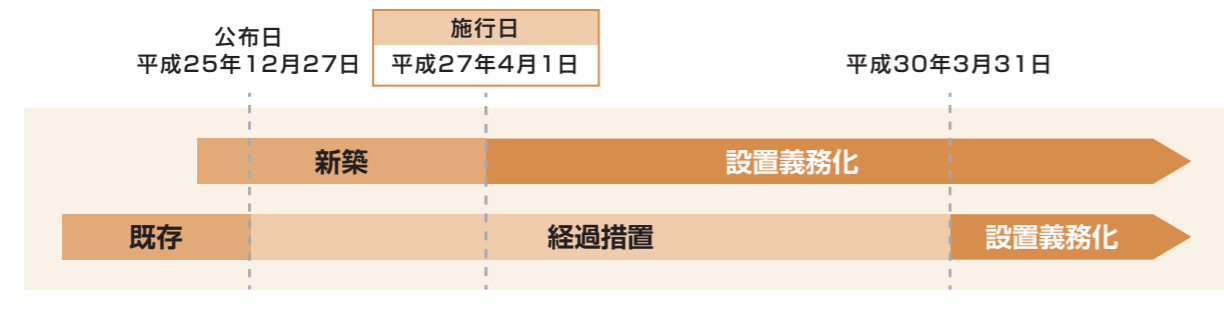 公布日
平成25年12月27日
施行日
平成27年4月1日
平成30年3月31日
新築
設置義務化
既存
経過措置
設置義務化